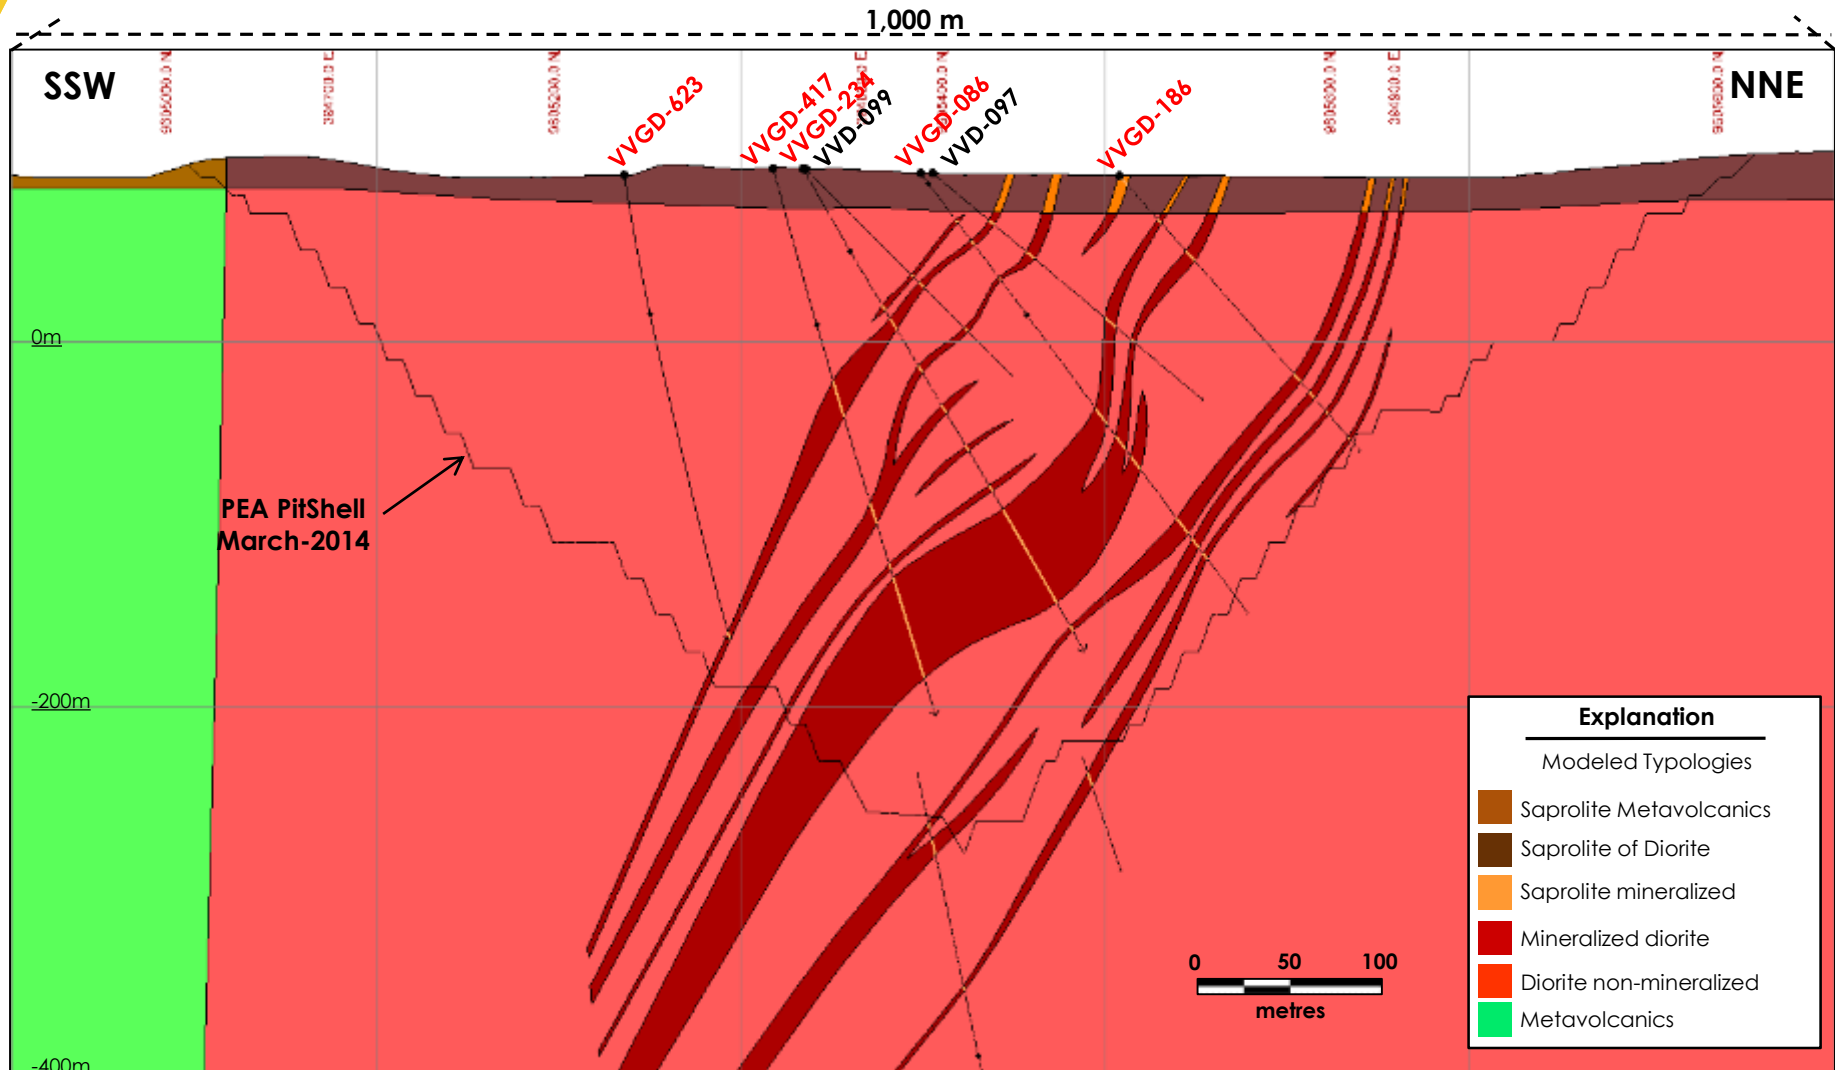 1,000 m
SSW
NNE
VVGD-623
VVGD-417
VVGD-234
VVD-099
VVGD-086
VVD-097
VVGD-186
0m
PEA PitShell
March-2014
-200m
-400m
0 50 100
metres
Explanation
Modeled Typologies
Saprolite Metavolcanics
Saprolite of Diorite
Saprolite mineralized
Mineralized diorite
Diorite non-mineralized
Metavolcanics